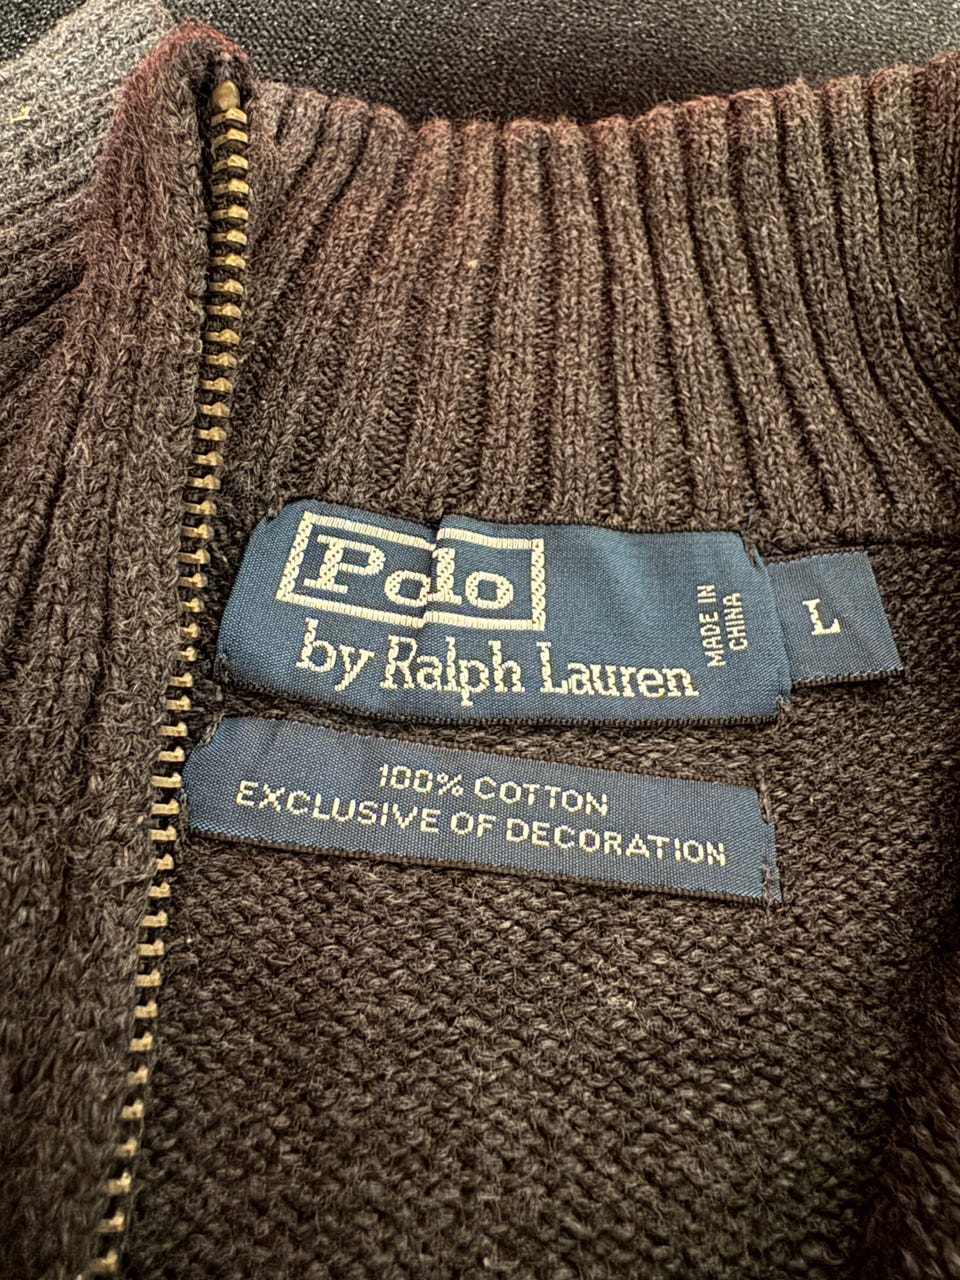 Polo
by Ralph Lauren
MADE IN
CHINA
L
100% COTTON
EXCLUSIVE OF DECORATION